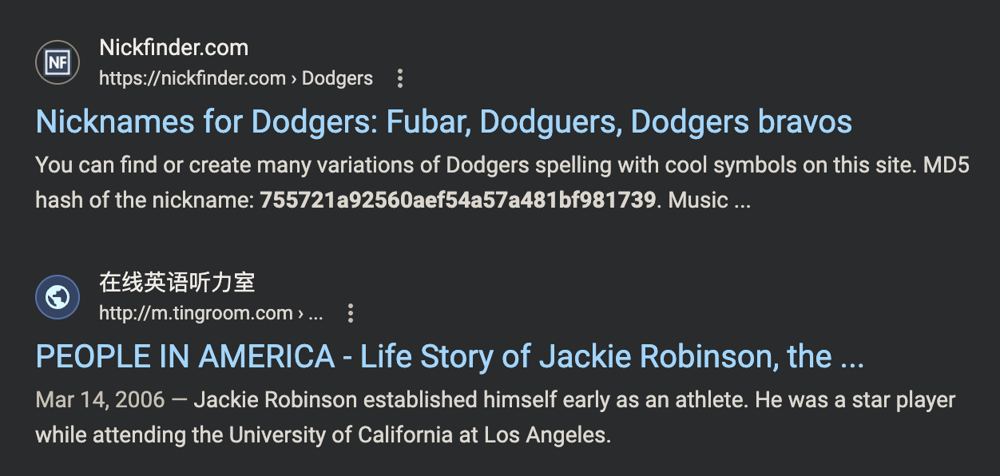 NF
Nickfinder.com
https://nickfinder.com › Dodgers
Nicknames for Dodgers: Fubar, Dodguers, Dodgers bravos
You can find or create many variations of Dodgers spelling with cool symbols on this site. MD5
hash of the nickname: 755721a92560aef54a57a481bf981739. Music ...
在线英语听力室
http://m.tingroom.com › ...
PEOPLE IN AMERICA - Life Story of Jackie Robinson, the ...
Mar 14, 2006 — Jackie Robinson established himself early as an athlete. He was a star player
while attending the University of California at Los Angeles.